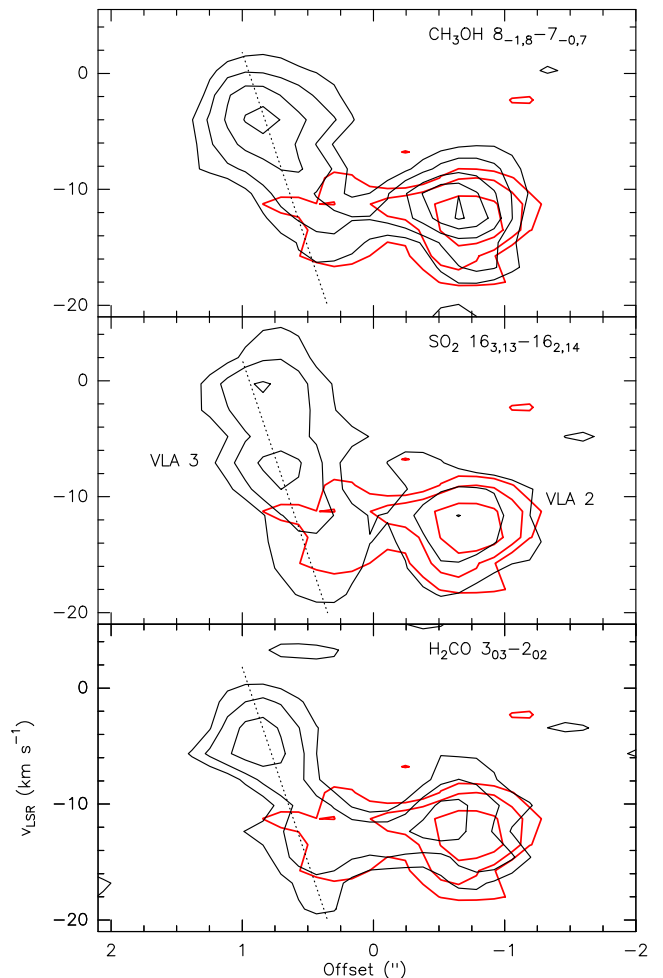 CH₃OH 8₋₁,₈−7₋₀,₇
0
−10
−20
SO₂ 16₃,₁₃−16₂,₁₄
0
VLA 3
−10
VLA 2
−20
H₂CO 3₀₃−2₀₂
0
−10
−20
v_LSR (km s⁻¹)
2 1 0 −1 −2
Offset (")